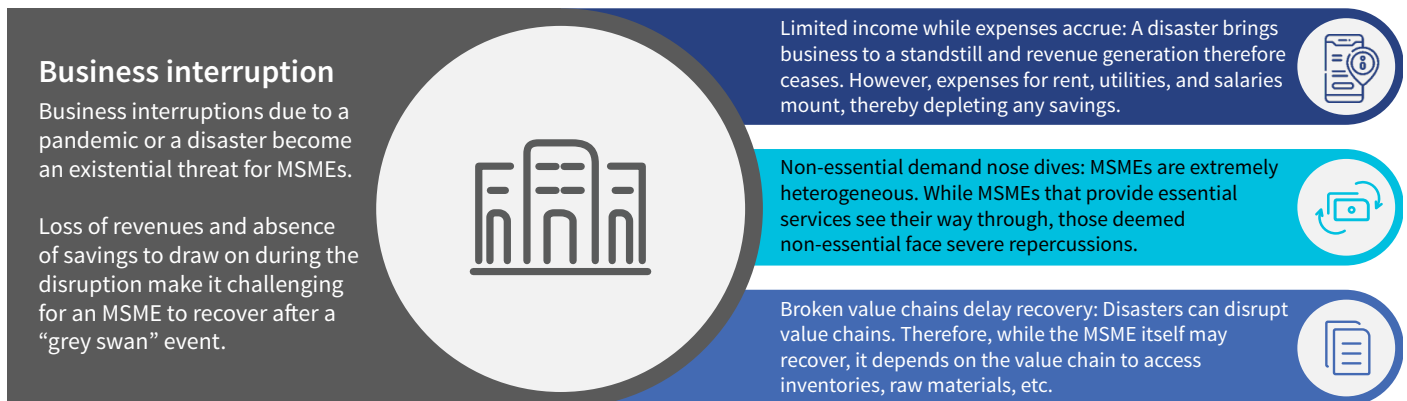 Business interruption
Business interruptions due to a
pandemic or a disaster become
an existential threat for MSMEs.
Loss of revenues and absence
of savings to draw on during the
disruption make it challenging
for an MSME to recover after a
“grey swan” event.
Limited income while expenses accrue: A disaster brings
business to a standstill and revenue generation therefore
ceases. However, expenses for rent, utilities, and salaries
mount, thereby depleting any savings.
Non-essential demand nose dives: MSMEs are extremely
heterogeneous. While MSMEs that provide essential
services see their way through, those deemed
non-essential face severe repercussions.
Broken value chains delay recovery: Disasters can disrupt
value chains. Therefore, while the MSME itself may
recover, it depends on the value chain to access
inventories, raw materials, etc.